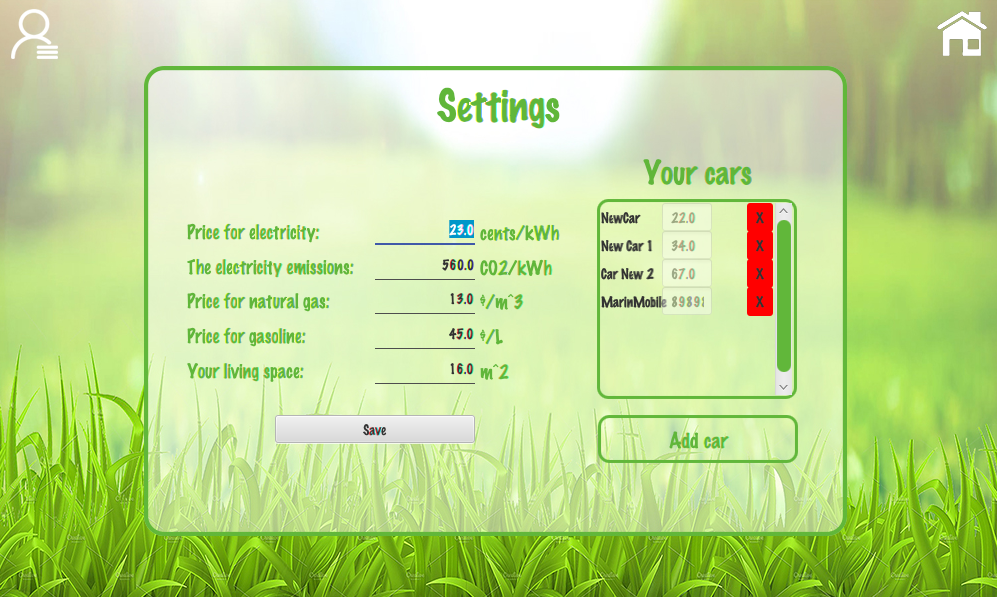 Settings
Price for electricity: 23.0 cents/kWh
The electricity emissions: 560.0 CO2/kWh
Price for natural gas: 13.0 $/m^3
Price for gasoline: 45.0 $/L
Your living space: 16.0 m^2
Save
Your cars
NewCar 22.0 X
New Car 1 34.0 X
Car New 2 67.0 X
MarinMobile 89898 X
Add car